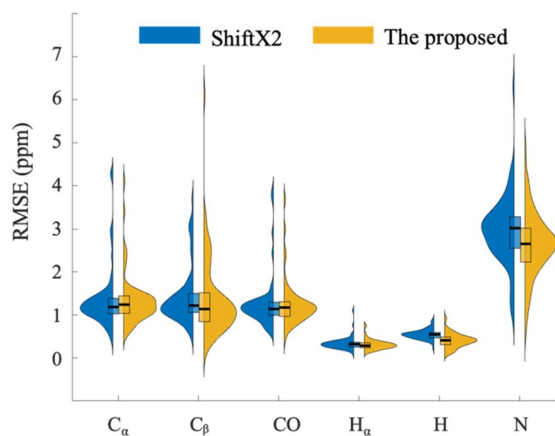 ShiftX2 The proposed
RMSE (ppm)
7
6
5
4
3
2
1
0
Cα Cβ CO Hα H N